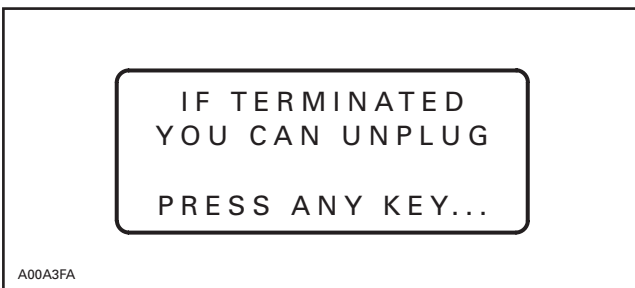 IF TERMINATED
YOU CAN UNPLUG
PRESS ANY KEY...
A00A3FA